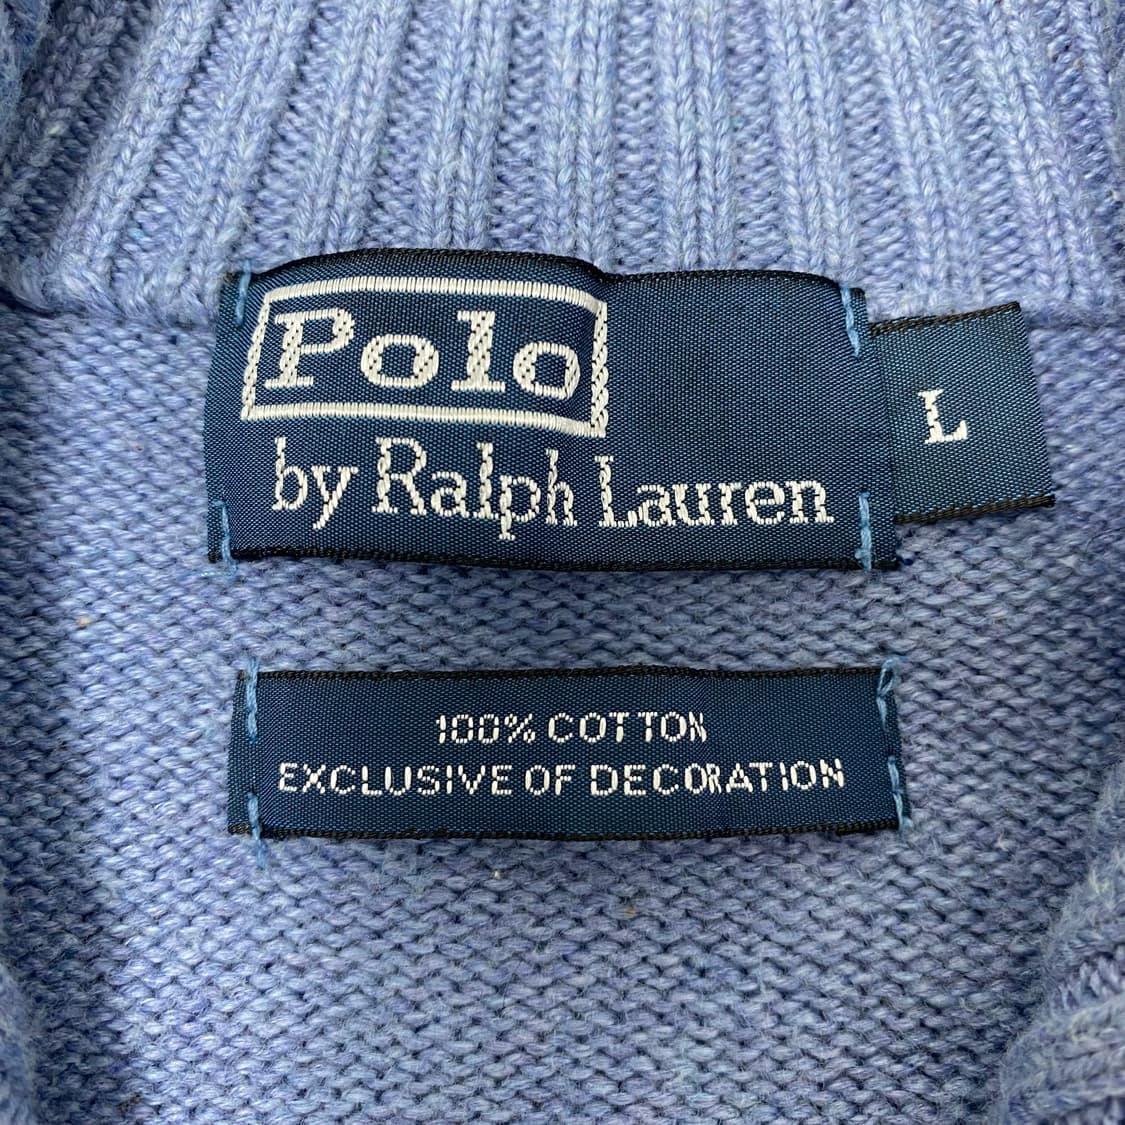 Polo
by Ralph Lauren
L
100% COTTON
EXCLUSIVE OF DECORATION